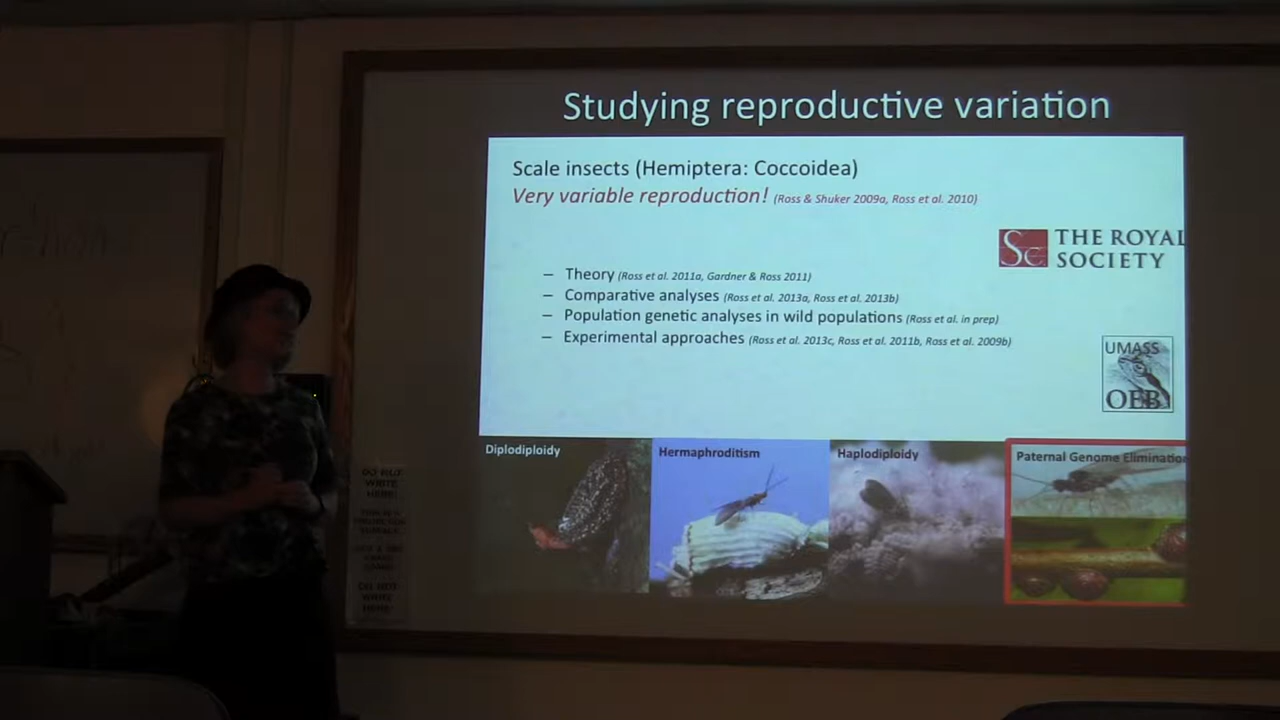 Studying reproductive variation
Scale insects (Hemiptera: Coccoidea)
Very variable reproduction! (Ross & Shuker 2009a, Ross et al. 2010)
Sc THE ROYAL
SOCIETY
– Theory (Ross et al. 2011a, Gardner & Ross 2011)
– Comparative analyses (Ross et al. 2013a, Ross et al. 2013b)
– Population genetic analyses in wild populations (Ross et al. in prep)
– Experimental approaches (Ross et al. 2013c, Ross et al. 2011b, Ross et al. 2009b)
UMASS
OEB
Diplodiploidy
Hermaphroditism
Haplodiploidy
Paternal Genome Elimination
DO NOT
WRITE
HERE!
DO NOT
WRITE
HERE!